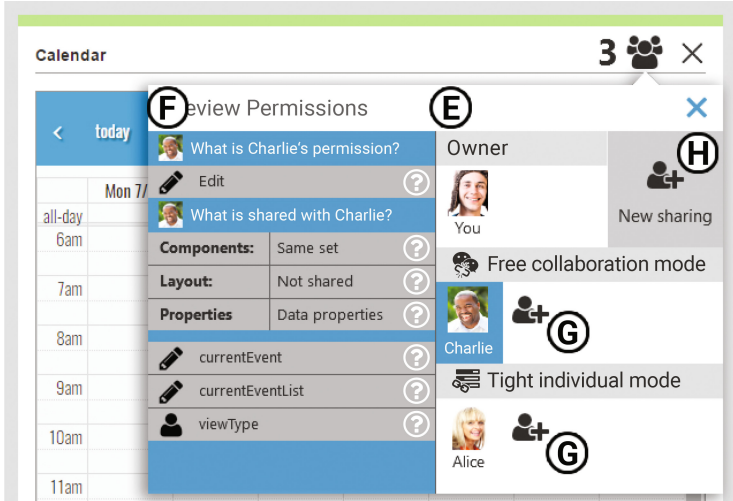 Calendar
3
F
eview Permissions
E
today
What is Charlie's permission?
Owner
H
Mon 7/
Edit
?
all-day
What is shared with Charlie?
You
New sharing
6am
Components:
Same set
?
Free collaboration mode
7am
Layout:
Not shared
?
Properties
Data properties
?
G
8am
Charlie
currentEvent
?
Tight individual mode
9am
currentEventList
?
10am
viewType
?
G
Alice
11am